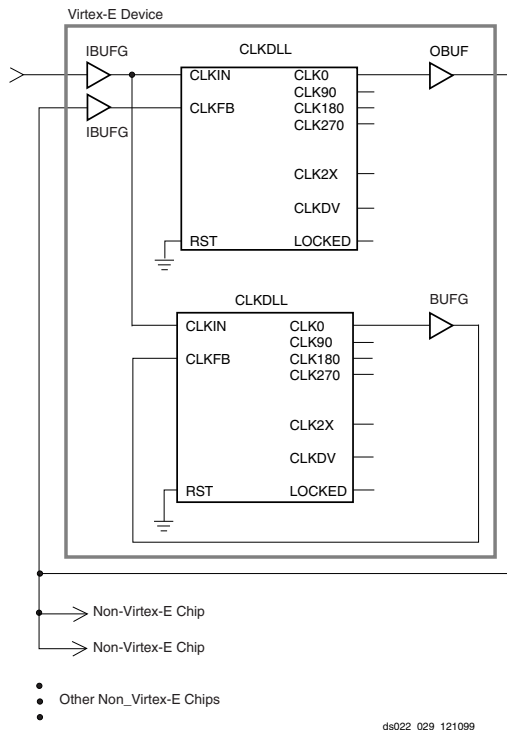 Virtex-E Device
IBUFG
CLKDLL
OBUF
CLKIN
CLK0
CLK90
CLKFB
CLK180
CLK270
IBUFG
CLK2X
CLKDV
RST
LOCKED
CLKDLL
BUFG
CLKIN
CLK0
CLK90
CLKFB
CLK180
CLK270
CLK2X
CLKDV
RST
LOCKED
Non-Virtex-E Chip
Non-Virtex-E Chip
Other Non_Virtex-E Chips
ds022_029_121099